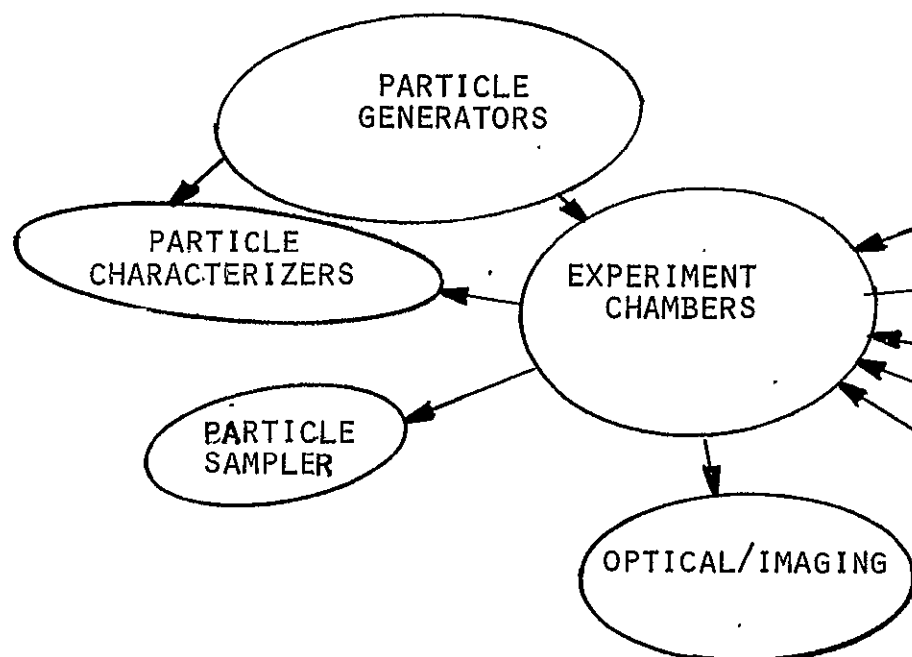 PARTICLE
GENERATORS
PARTICLE
CHARACTERIZERS
EXPERIMENT
CHAMBERS
PARTICLE
SAMPLER
OPTICAL/IMAGING